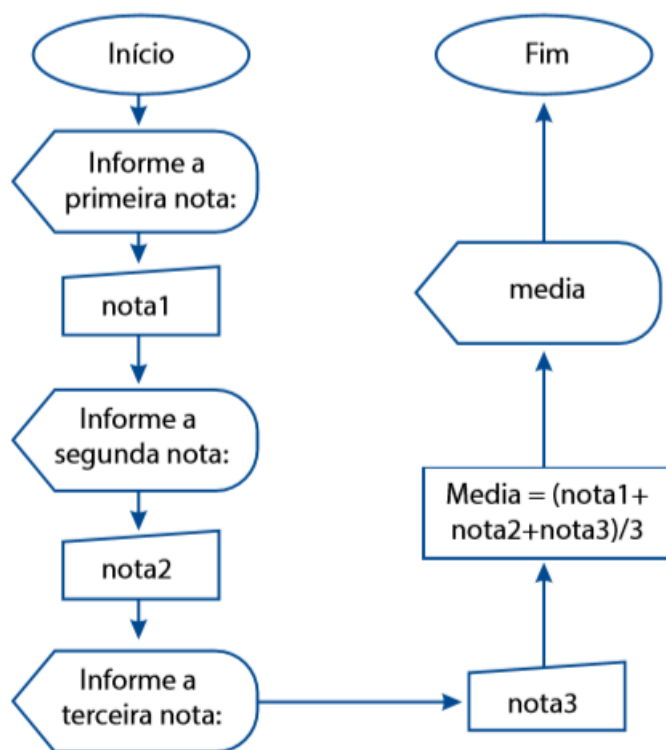 Início
Informe a
primeira nota:
nota1
Informe a
segunda nota:
nota2
Informe a
terceira nota:
nota3
Media = (nota1+
nota2+nota3)/3
media
Fim